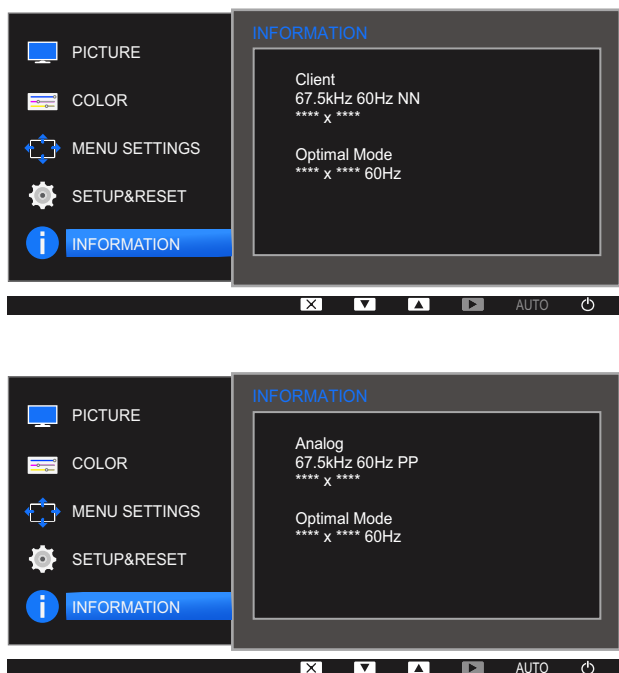 INFORMATION
PICTURE
Client
67.5kHz 60Hz NN
COLOR
**** x ****
MENU SETTINGS
Optimal Mode
**** x **** 60Hz
SETUP&RESET
INFORMATION
AUTO
INFORMATION
PICTURE
Analog
67.5kHz 60Hz PP
COLOR
**** x ****
MENU SETTINGS
Optimal Mode
**** x **** 60Hz
SETUP&RESET
INFORMATION
AUTO